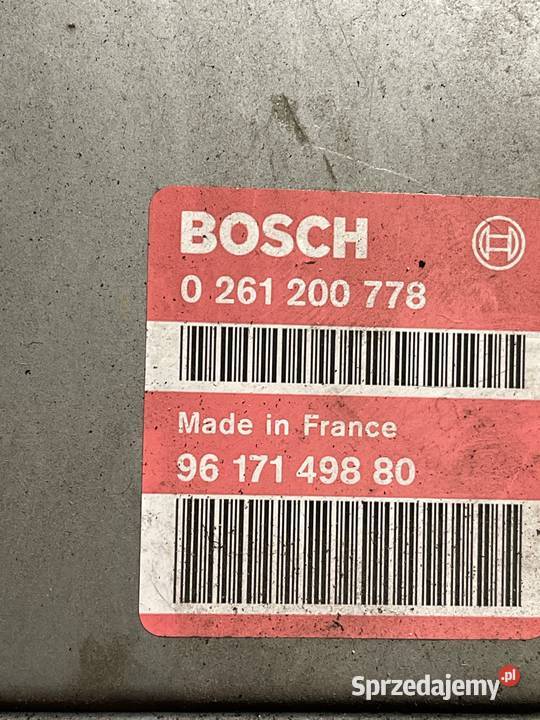 BOSCH
0 261 200 778
Made in France
96 171 498 80
Sprzedajemy.pl